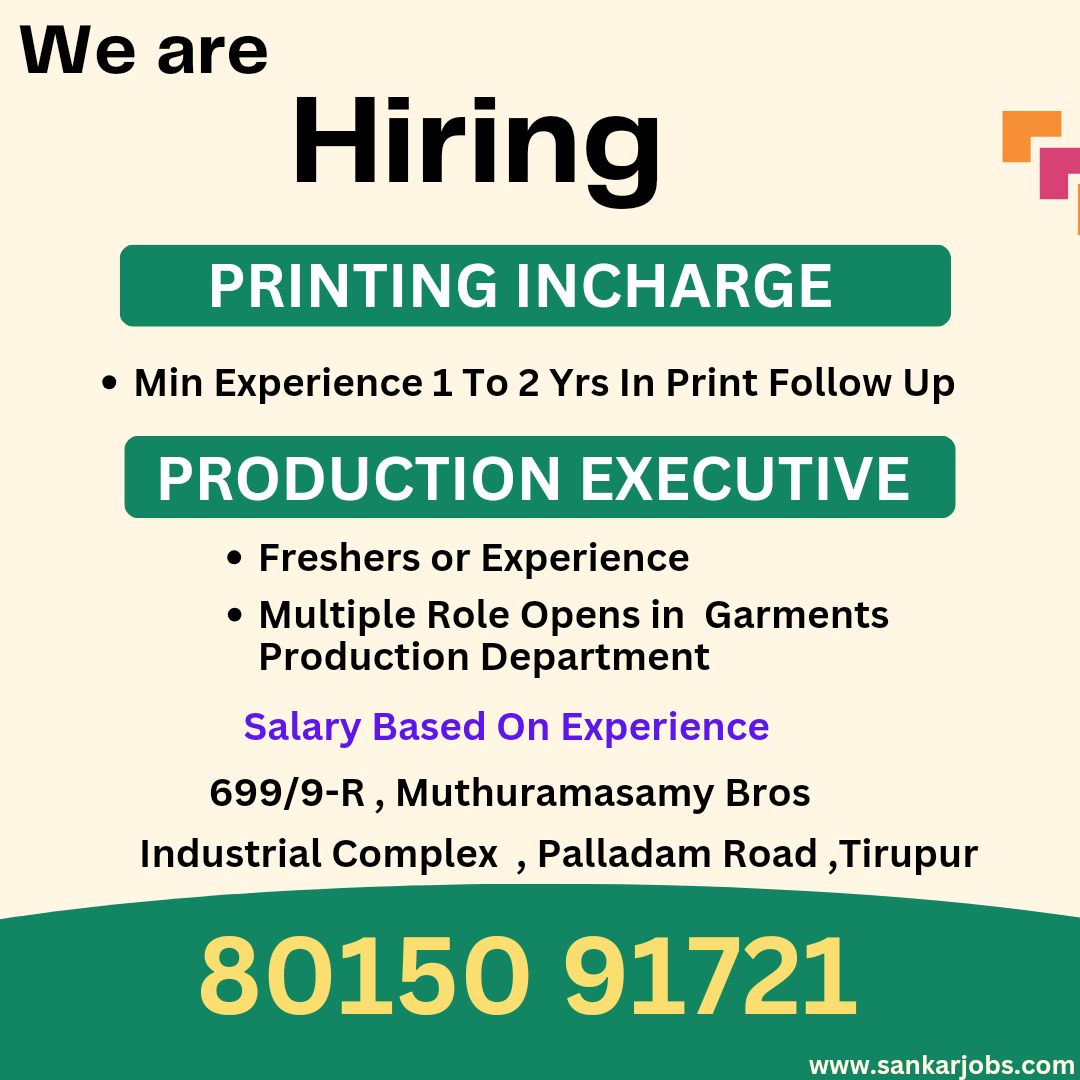 We are
Hiring
PRINTING INCHARGE
• Min Experience 1 To 2 Yrs In Print Follow Up
PRODUCTION EXECUTIVE
• Freshers or Experience
• Multiple Role Opens in Garments
Production Department
Salary Based On Experience
699/9-R , Muthuramasamy Bros
Industrial Complex , Palladam Road ,Tirupur
80150 91721
www.sankarjobs.com